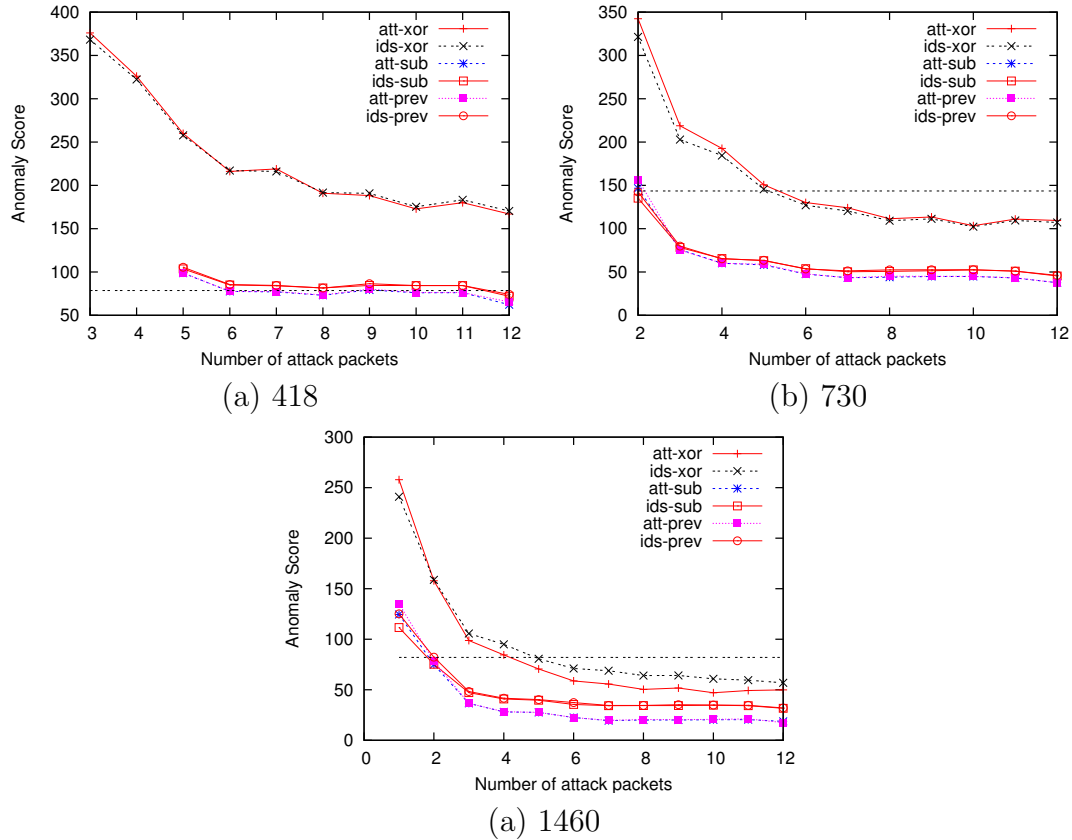 400
350
300
250
200
150
100
50
Anomaly Score
att-xor
ids-xor
att-sub
ids-sub
att-prev
ids-prev
3 4 5 6 7 8 9 10 11 12
Number of attack packets
(a) 418
350
300
250
200
150
100
50
0
Anomaly Score
att-xor
ids-xor
att-sub
ids-sub
att-prev
ids-prev
2 4 6 8 10 12
Number of attack packets
(b) 730
300
250
200
150
100
50
0
Anomaly Score
att-xor
ids-xor
att-sub
ids-sub
att-prev
ids-prev
0 2 4 6 8 10 12
Number of attack packets
(a) 1460